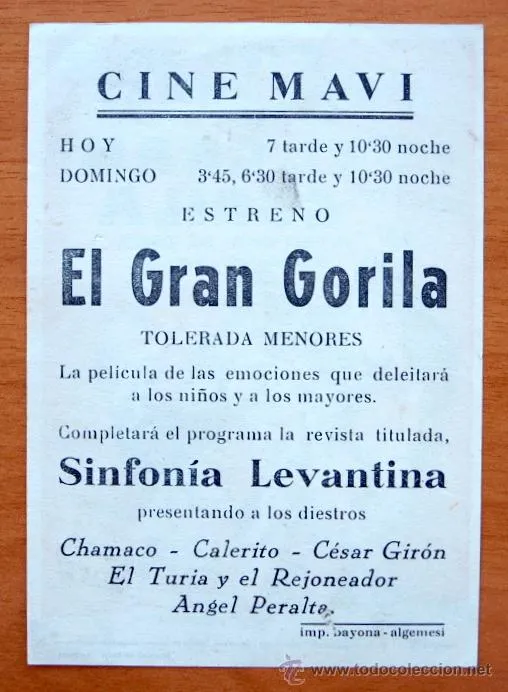 CINE MAVI
HOY 7 tarde y 10'30 noche
DOMINGO 3'45, 6'30 tarde y 10'30 noche
ESTRENO
El Gran Gorila
TOLERADA MENORES
La película de las emociones que deleitará
a los niños y a los mayores.
Completará el programa la revista titulada,
Sinfonía Levantina
presentando a los diestros
Chamaco - Calerito - César Girón
El Turia y el Rejoneador
Angel Peralta.
imp. bayona - algemesí
www.todocoleccion.net